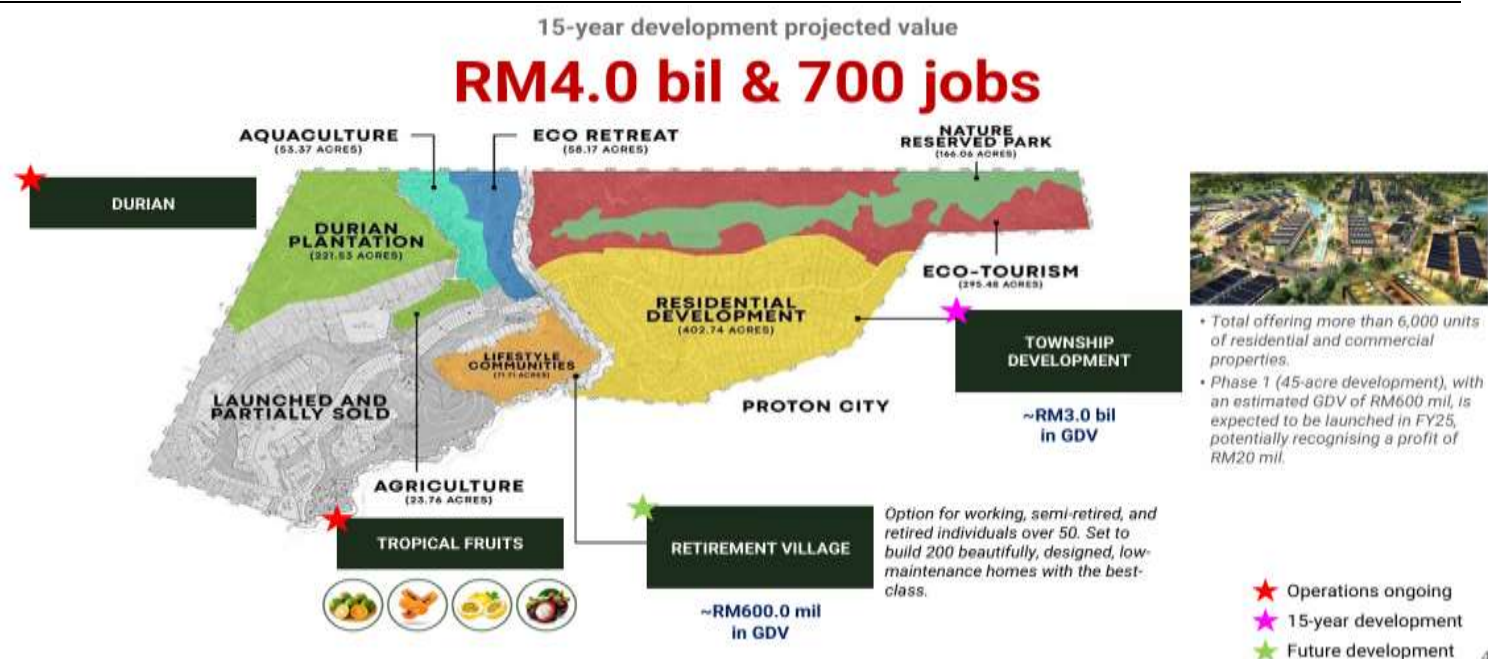 15-year development projected value
RM4.0 bil & 700 jobs
AQUACULTURE
(53.37 ACRES)
ECO RETREAT
(58.17 ACRES)
NATURE
RESERVED PARK
(166.06 ACRES)
DURIAN
DURIAN
PLANTATION
(221.53 ACRES)
ECO-TOURISM
(295.48 ACRES)
RESIDENTIAL
DEVELOPMENT
(402.74 ACRES)
TOWNSHIP
DEVELOPMENT
~RM3.0 bil
in GDV
• Total offering more than 6,000 units
of residential and commercial
properties.
• Phase 1 (45-acre development), with
an estimated GDV of RM600 mil, is
expected to be launched in FY25,
potentially recognising a profit of
RM20 mil.
LIFESTYLE
COMMUNITIES
(71.71 ACRES)
LAUNCHED AND
PARTIALLY SOLD
PROTON CITY
AGRICULTURE
(23.76 ACRES)
TROPICAL FRUITS
RETIREMENT VILLAGE
~RM600.0 mil
in GDV
Option for working, semi-retired, and
retired individuals over 50. Set to
build 200 beautifully, designed, low-
maintenance homes with the best-
class.
Operations ongoing
15-year development
Future development